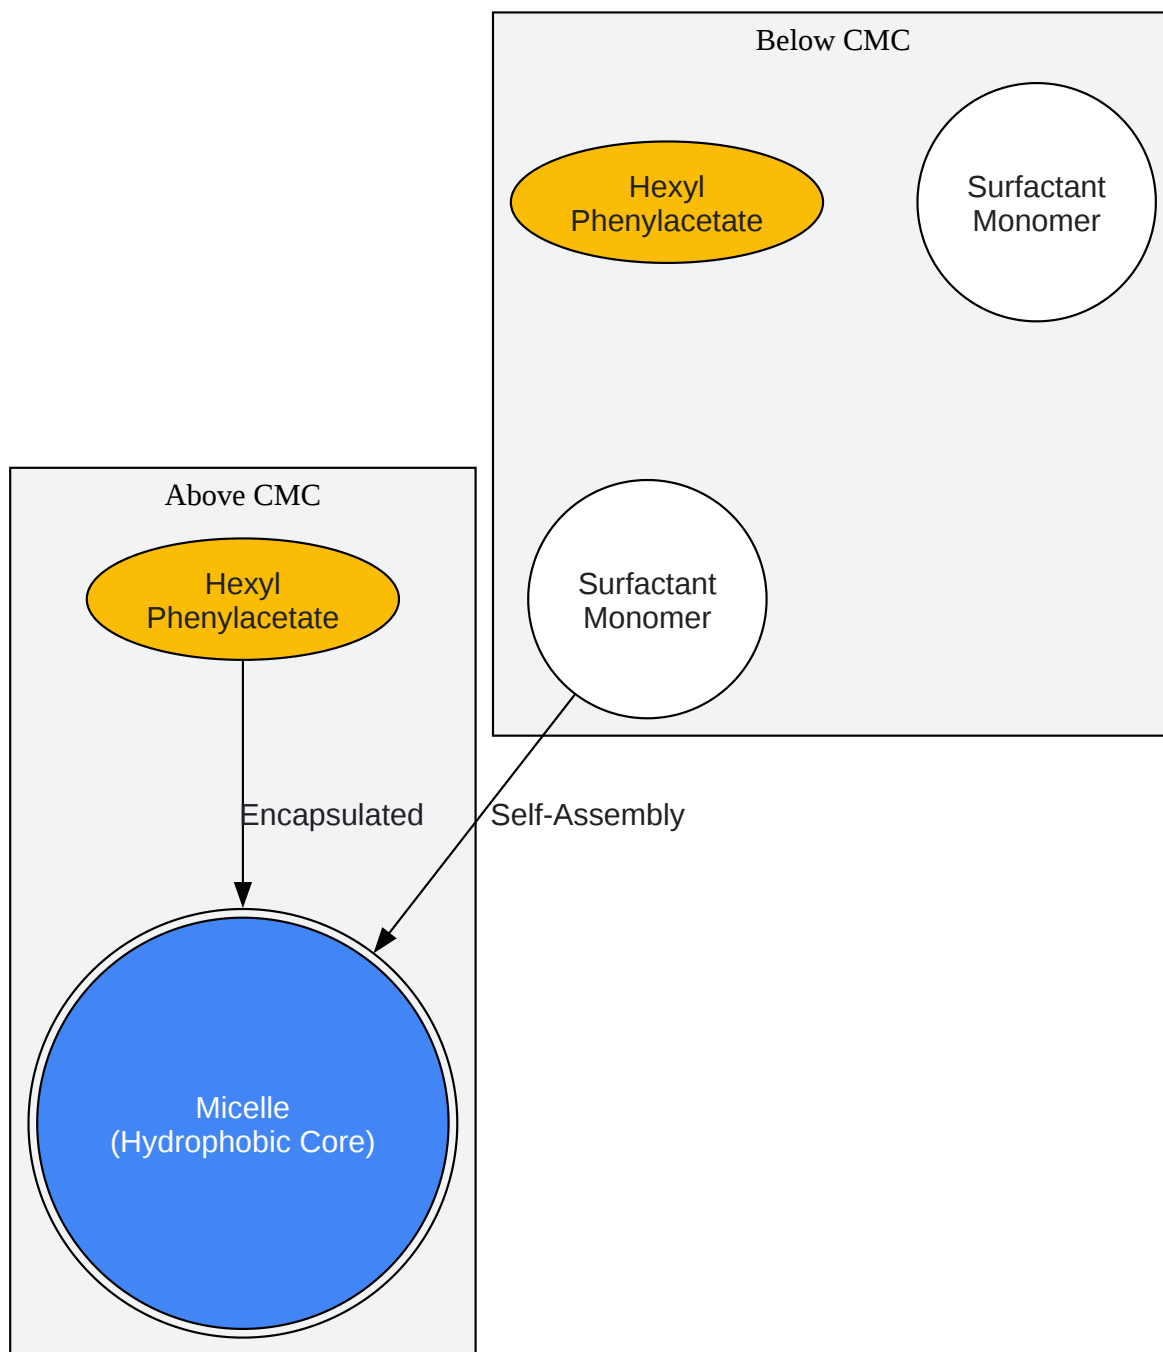 Below CMC
Hexyl
Phenylacetate
Surfactant
Monomer
Surfactant
Monomer
Self-Assembly
Above CMC
Hexyl
Phenylacetate
Encapsulated
Micelle
(Hydrophobic Core)